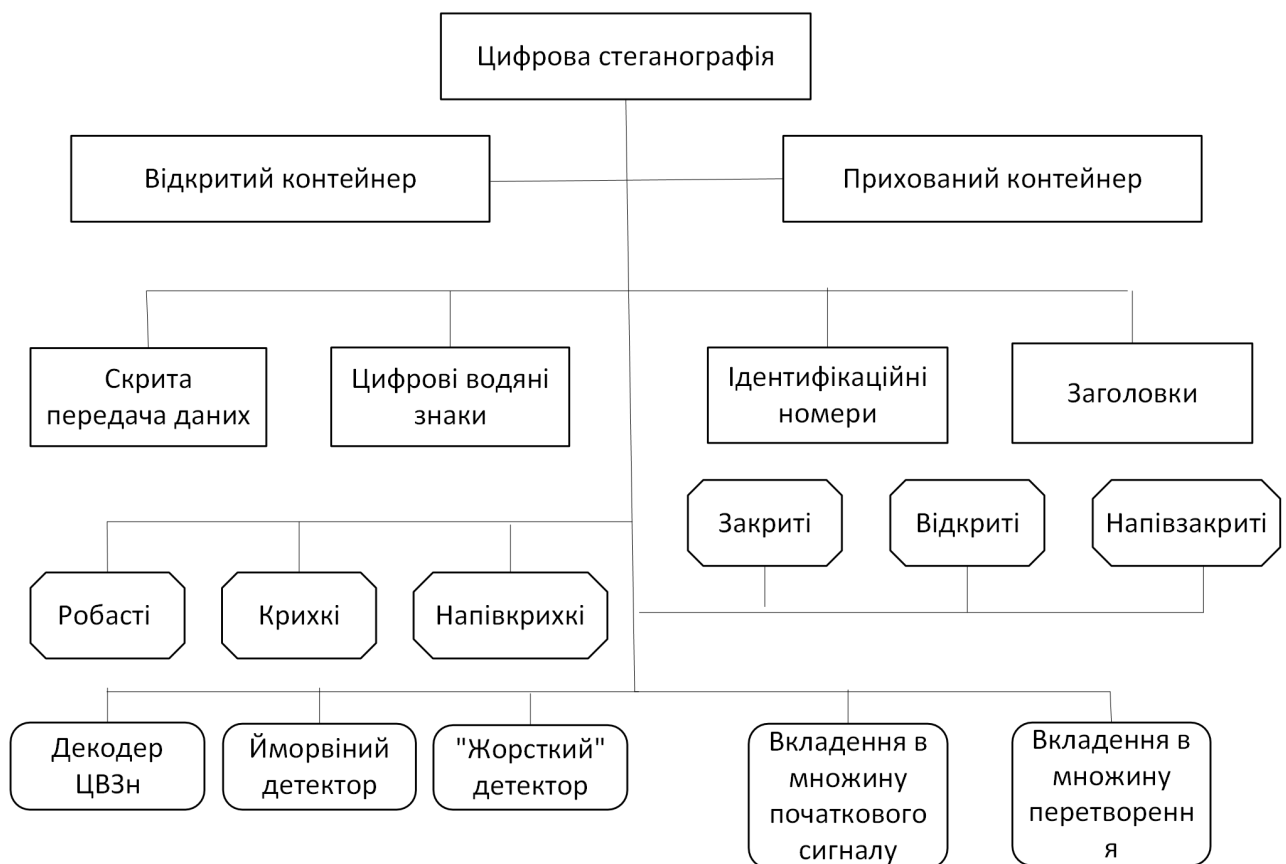 Цифрова стеганографія
Відкритий контейнер
Прихований контейнер
Скрита
передача даних
Цифрові водяні
знаки
Ідентифікаційні
номери
Заголовки
Закриті
Відкриті
Напівзакриті
Робасті
Крихкі
Напівкрихкі
Декодер
ЦВЗн
Йморвіний
детектор
"Жорсткий"
детектор
Вкладення в
множину
початкового
сигналу
Вкладення в
множину
перетворенн
я